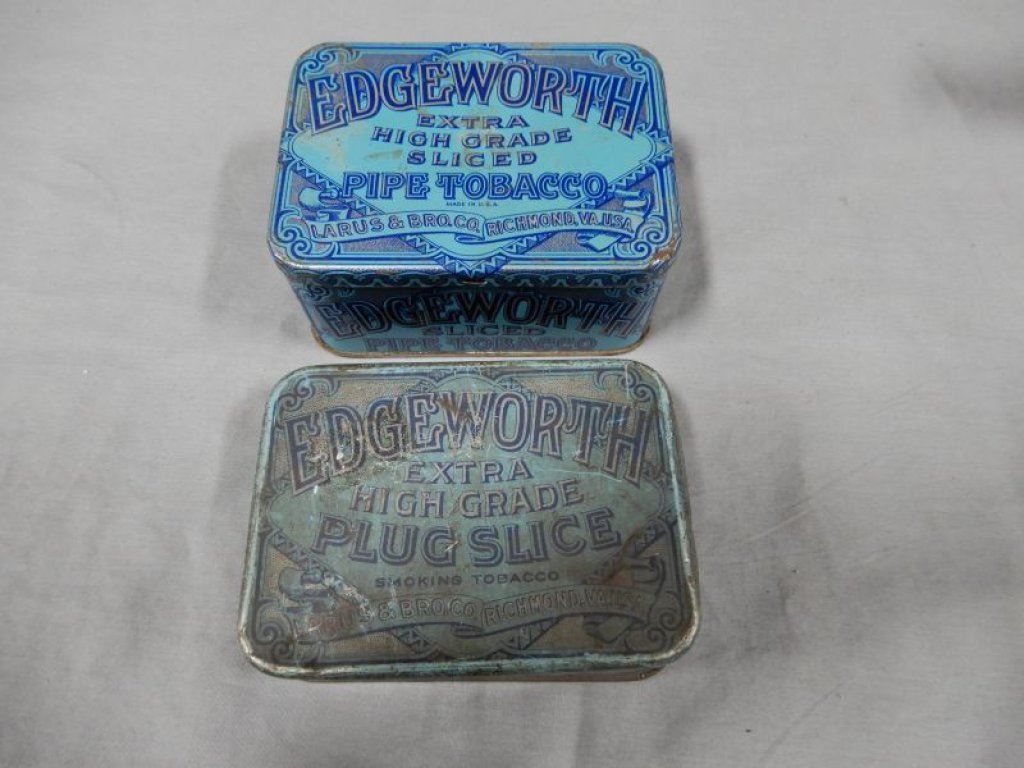 EDGEWORTH
EXTRA
HIGH GRADE
SLICED
PIPE TOBACCO
MADE IN U.S.A.
LARUS & BRO. CO. RICHMOND, VA. USA
EDGEWORTH
SLICED
PIPE TOBACCO
EDGEWORTH
EXTRA
HIGH GRADE
PLUG SLICE
SMOKING TOBACCO
& BRO. CO. RICHMOND, VA.